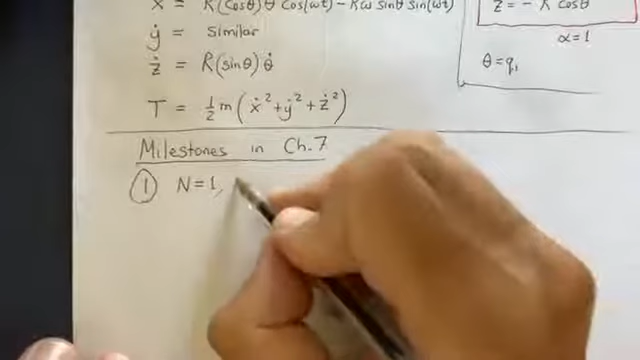 ẋ = R(cosθ)θ̇ cos(ωt) − Rω sinθ sin(ωt)
ẏ = similar
ż = R(sinθ)θ̇
T = ½m(ẋ²+ẏ²+ż²)
z = − R cosθ
α=1
θ=q₁
Milestones in Ch.7
① N=1,